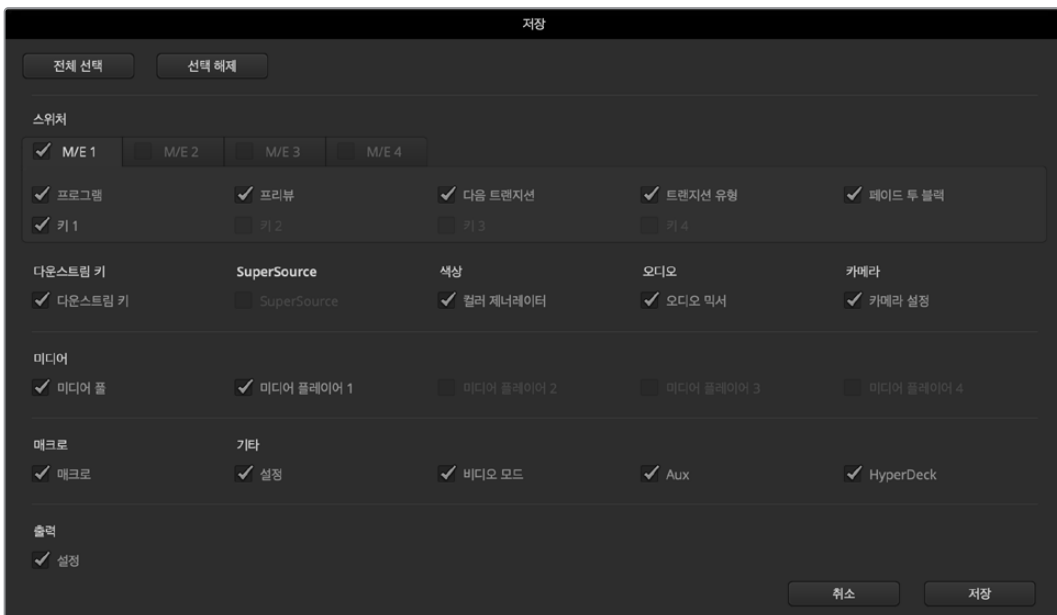 저장
전체 선택 선택 해제
스위처
M/E 1 M/E 2 M/E 3 M/E 4
프로그램 프리뷰 다음 트랜지션 트랜지션 유형 페이드 투 블랙
키 1 키 2 키 3 키 4
다운스트림 키 SuperSource 색상 오디오 카메라
다운스트림 키 SuperSource 컬러 제너레이터 오디오 믹서 카메라 설정
미디어
미디어 풀 미디어 플레이어 1 미디어 플레이어 2 미디어 플레이어 3 미디어 플레이어 4
매크로 기타
매크로 설정 비디오 모드 Aux HyperDeck
출력
설정
취소 저장